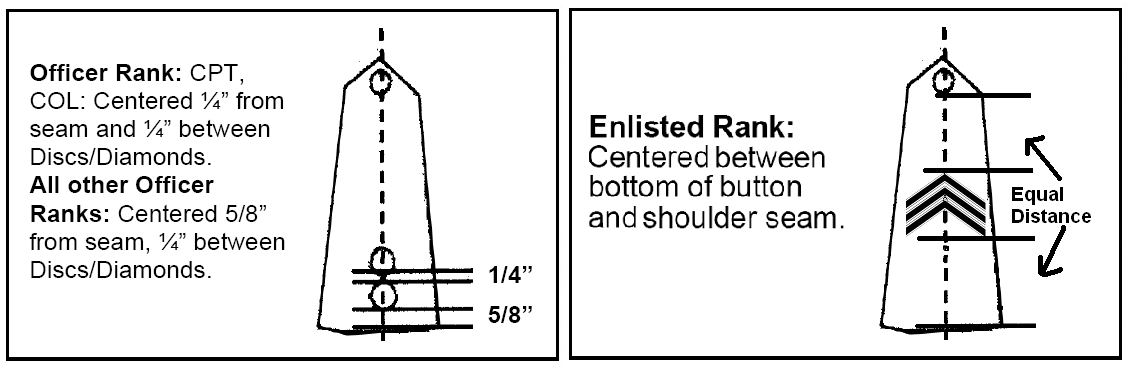 Officer Rank: CPT,
COL: Centered ¼” from
seam and ¼” between
Discs/Diamonds.
All other Officer
Ranks: Centered 5/8”
from seam, ¼” between
Discs/Diamonds.
1/4”
5/8”
Enlisted Rank:
Centered between
bottom of button
and shoulder seam.
Equal
Distance